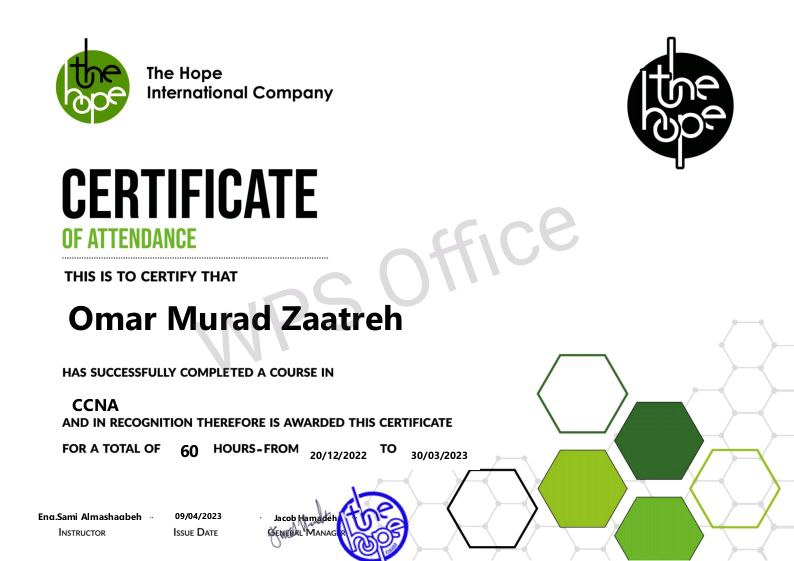 the hope
The Hope
International Company
the hope
CERTIFICATE
OF ATTENDANCE
THIS IS TO CERTIFY THAT
WPS Office
Omar Murad Zaatreh
HAS SUCCESSFULLY COMPLETED A COURSE IN
CCNA
AND IN RECOGNITION THEREFORE IS AWARDED THIS CERTIFICATE
FOR A TOTAL OF 60 HOURS-FROM 20/12/2022 TO 30/03/2023
Eng.Sami Almashaqbeh 09/04/2023 Jacob Hamadeh
INSTRUCTOR ISSUE DATE GENERAL MANAGER
the hope